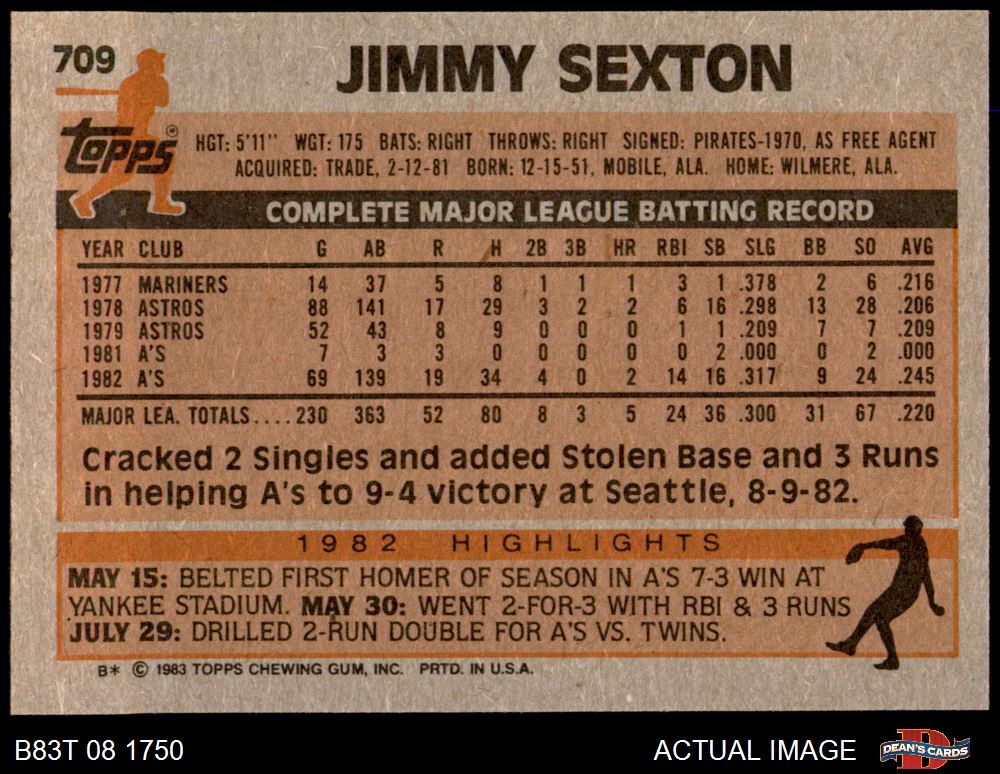 709
JIMMY SEXTON
TOPPS®
HGT: 5'11" WGT: 175 BATS: RIGHT THROWS: RIGHT SIGNED: PIRATES-1970, AS FREE AGENT
ACQUIRED: TRADE, 2-12-81 BORN: 12-15-51, MOBILE, ALA. HOME: WILMERE, ALA.
COMPLETE MAJOR LEAGUE BATTING RECORD
YEAR CLUB G AB R H 2B 3B HR RBI SB SLG BB SO AVG
1977 MARINERS 14 37 5 8 1 1 1 3 1 .378 2 6 .216
1978 ASTROS 88 141 17 29 3 2 2 6 16 .298 13 28 .206
1979 ASTROS 52 43 8 9 0 0 0 1 1 .209 7 7 .209
1981 A'S 7 3 3 0 0 0 0 0 2 .000 0 2 .000
1982 A'S 69 139 19 34 4 0 2 14 16 .317 9 24 .245
MAJOR LEA. TOTALS....230 363 52 80 8 3 5 24 36 .300 31 67 .220
Cracked 2 Singles and added Stolen Base and 3 Runs
in helping A's to 9-4 victory at Seattle, 8-9-82.
1982 HIGHLIGHTS
MAY 15: BELTED FIRST HOMER OF SEASON IN A'S 7-3 WIN AT
YANKEE STADIUM. MAY 30: WENT 2-FOR-3 WITH RBI & 3 RUNS
JULY 29: DRILLED 2-RUN DOUBLE FOR A'S VS. TWINS.
B* © 1983 TOPPS CHEWING GUM, INC. PRTD. IN U.S.A.
B83T 08 1750 ACTUAL IMAGE DEAN'S CARDS